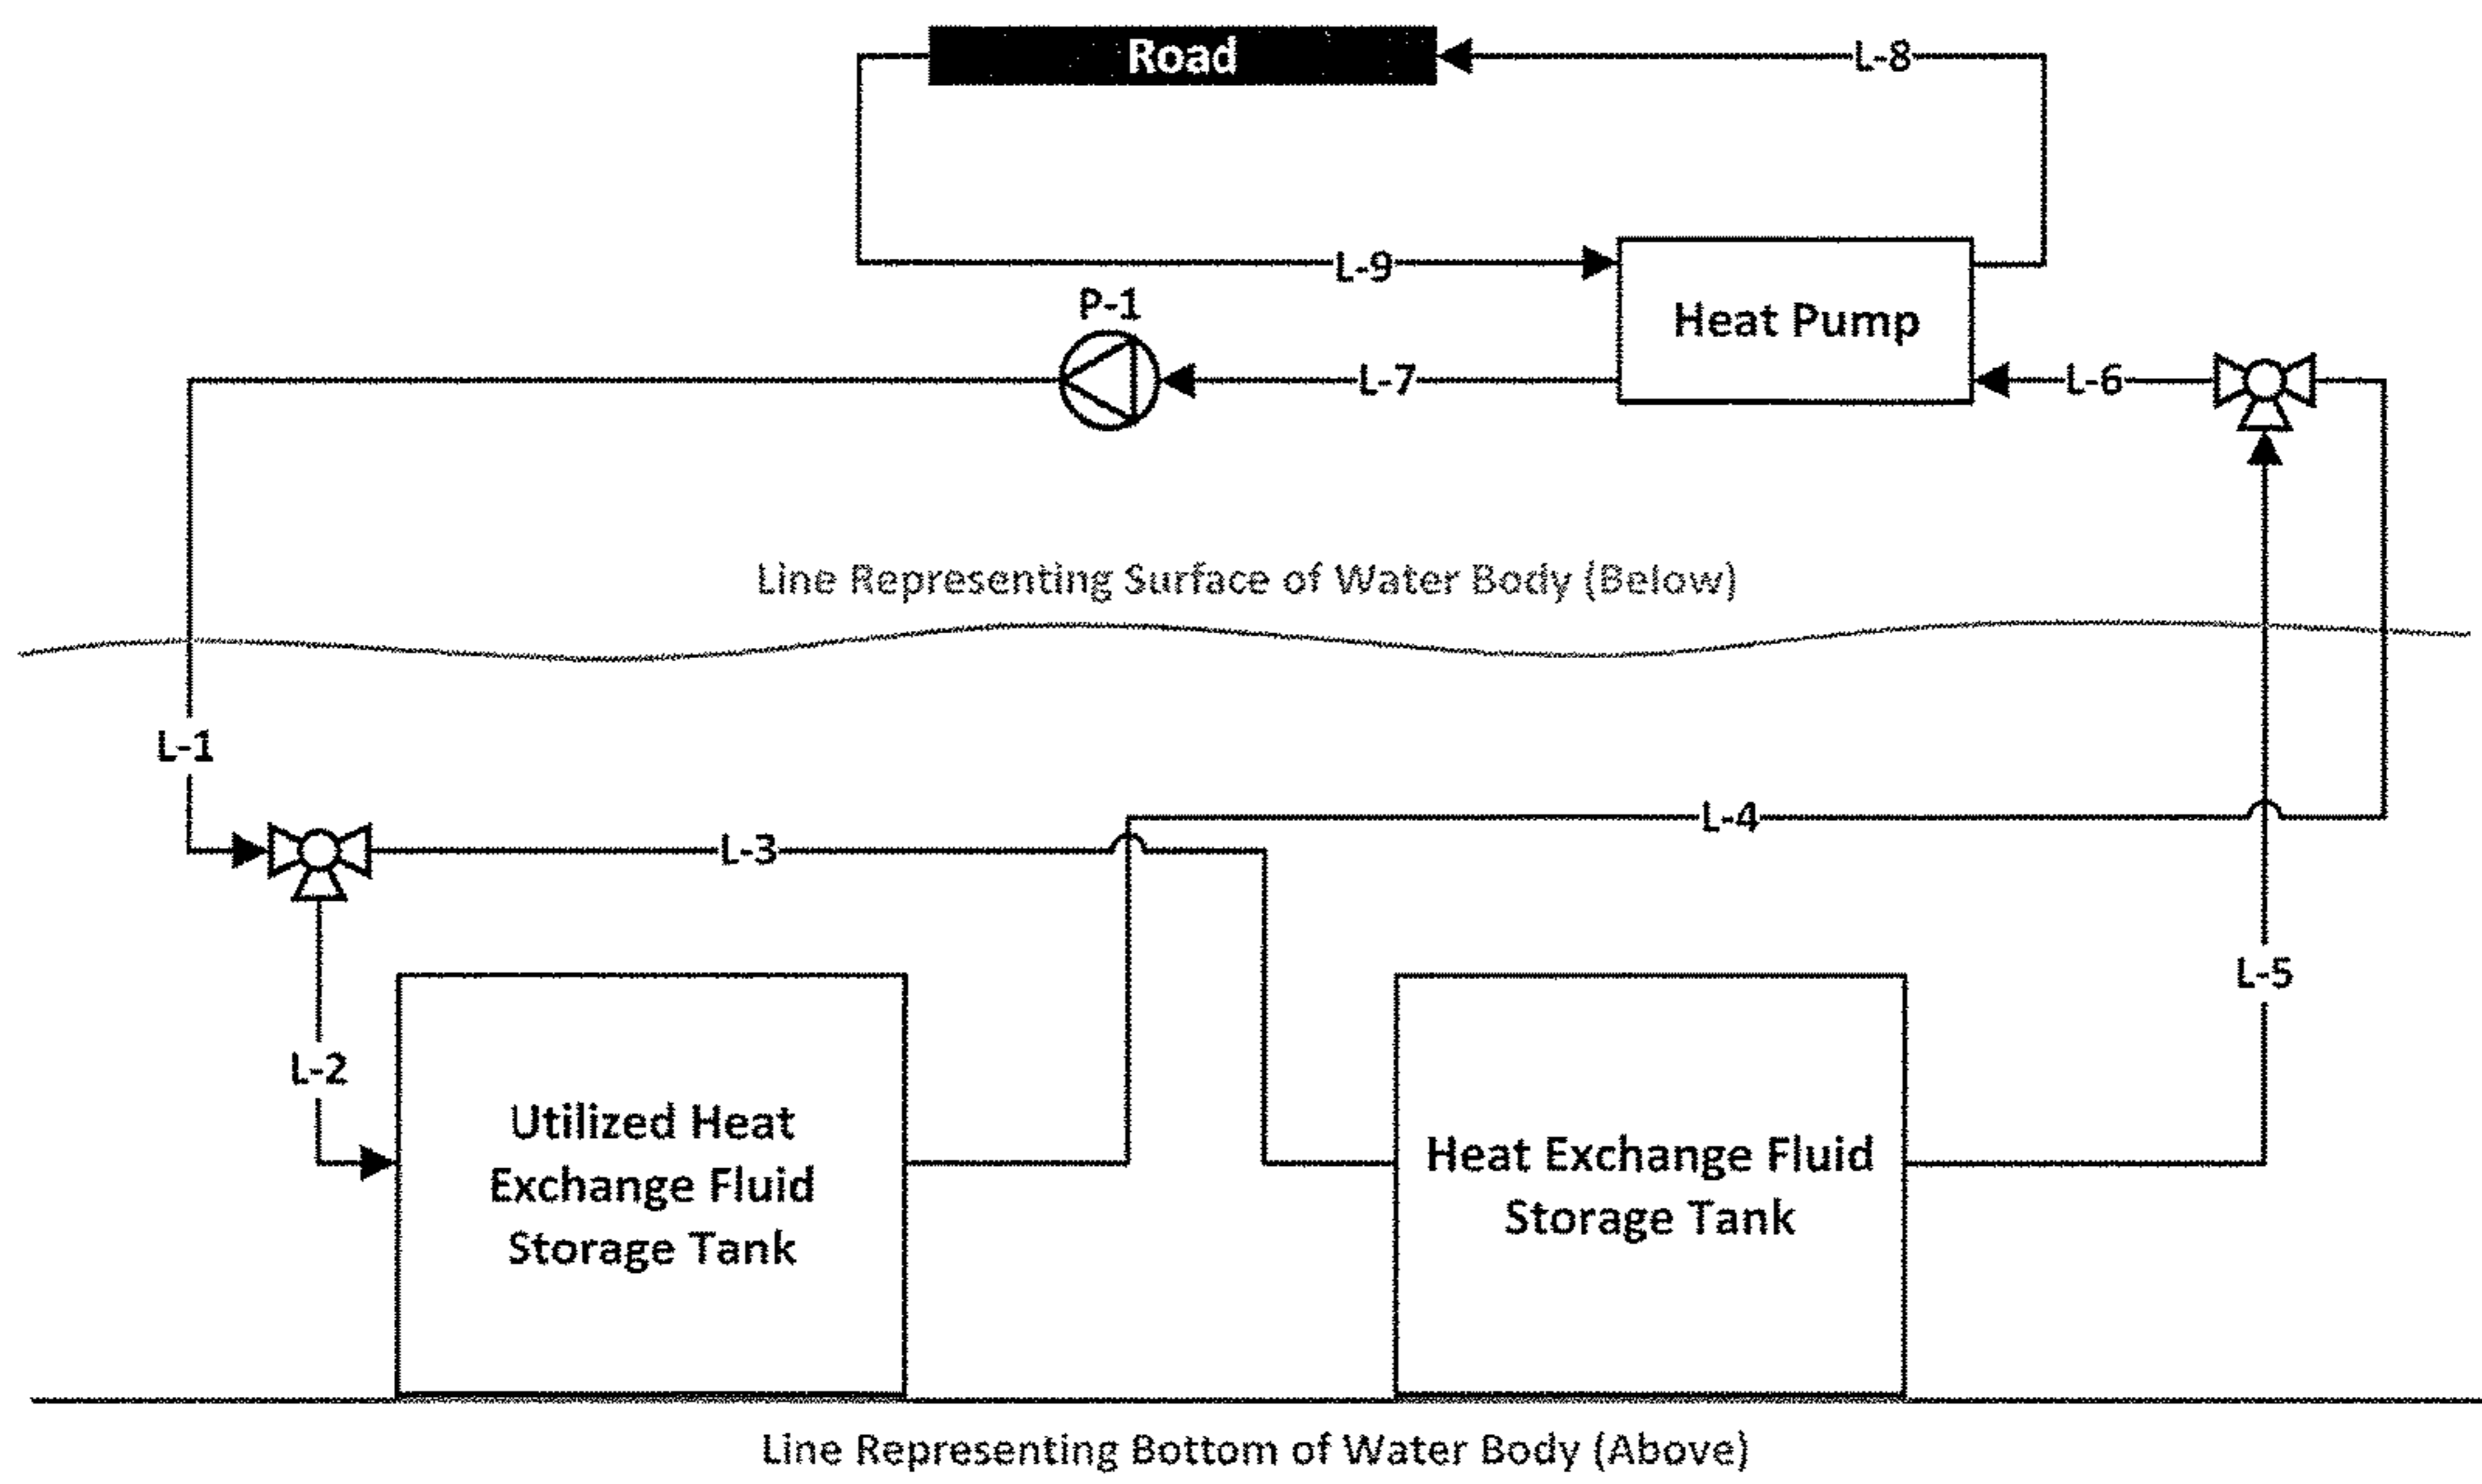 Road
L-8
L-9
P-1
Heat Pump
L-7
L-6
Line Representing Surface of Water Body (Below)
L-1
L-4
L-3
L-5
L-2
Utilized Heat
Exchange Fluid
Storage Tank
Heat Exchange Fluid
Storage Tank
Line Representing Bottom of Water Body (Above)